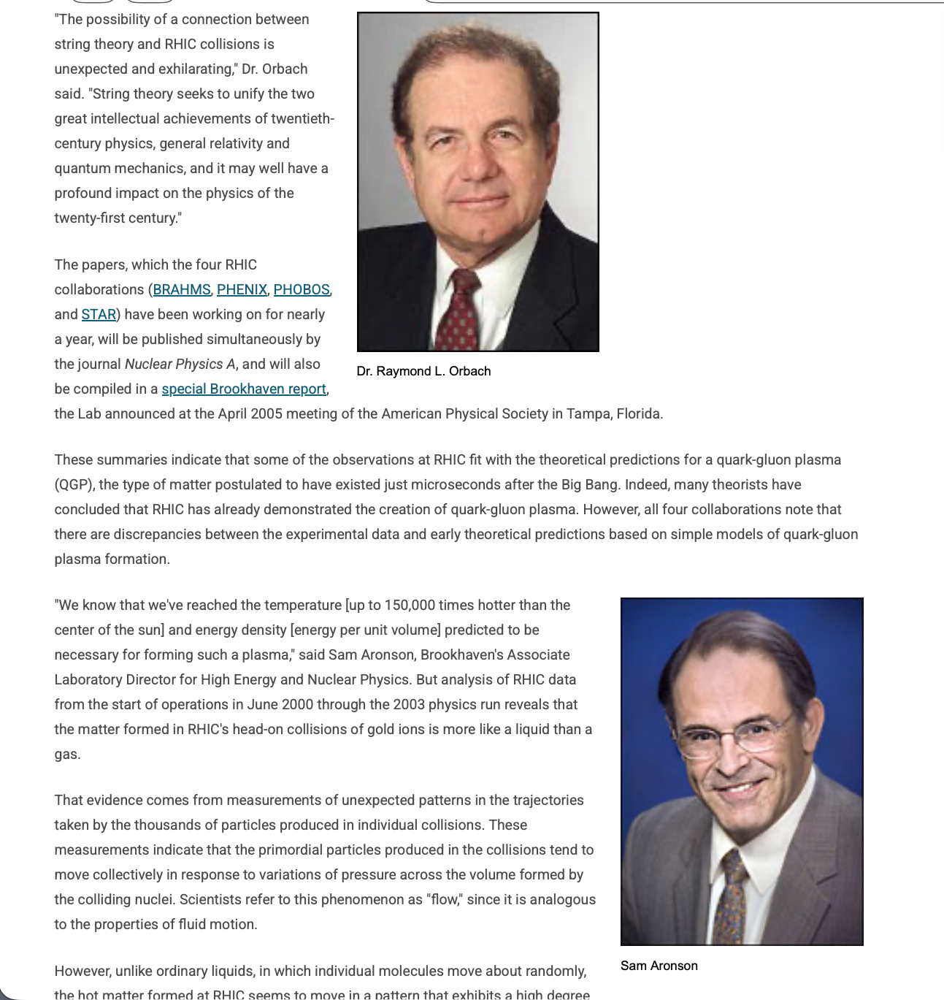 "The possibility of a connection between
string theory and RHIC collisions is
unexpected and exhilarating," Dr. Orbach
said. "String theory seeks to unify the two
great intellectual achievements of twentieth-
century physics, general relativity and
quantum mechanics, and it may well have a
profound impact on the physics of the
twenty-first century."
The papers, which the four RHIC
collaborations (BRAHMS, PHENIX, PHOBOS,
and STAR) have been working on for nearly
a year, will be published simultaneously by
the journal Nuclear Physics A, and will also
be compiled in a special Brookhaven report,
the Lab announced at the April 2005 meeting of the American Physical Society in Tampa, Florida.
Dr. Raymond L. Orbach
These summaries indicate that some of the observations at RHIC fit with the theoretical predictions for a quark-gluon plasma
(QGP), the type of matter postulated to have existed just microseconds after the Big Bang. Indeed, many theorists have
concluded that RHIC has already demonstrated the creation of quark-gluon plasma. However, all four collaborations note that
there are discrepancies between the experimental data and early theoretical predictions based on simple models of quark-gluon
plasma formation.
"We know that we've reached the temperature [up to 150,000 times hotter than the
center of the sun] and energy density [energy per unit volume] predicted to be
necessary for forming such a plasma," said Sam Aronson, Brookhaven's Associate
Laboratory Director for High Energy and Nuclear Physics. But analysis of RHIC data
from the start of operations in June 2000 through the 2003 physics run reveals that
the matter formed in RHIC's head-on collisions of gold ions is more like a liquid than a
gas.
That evidence comes from measurements of unexpected patterns in the trajectories
taken by the thousands of particles produced in individual collisions. These
measurements indicate that the primordial particles produced in the collisions tend to
move collectively in response to variations of pressure across the volume formed by
the colliding nuclei. Scientists refer to this phenomenon as "flow," since it is analogous
to the properties of fluid motion.
Sam Aronson
However, unlike ordinary liquids, in which individual molecules move about randomly,
the hot matter formed at RHIC seems to move in a pattern that exhibits a high degree